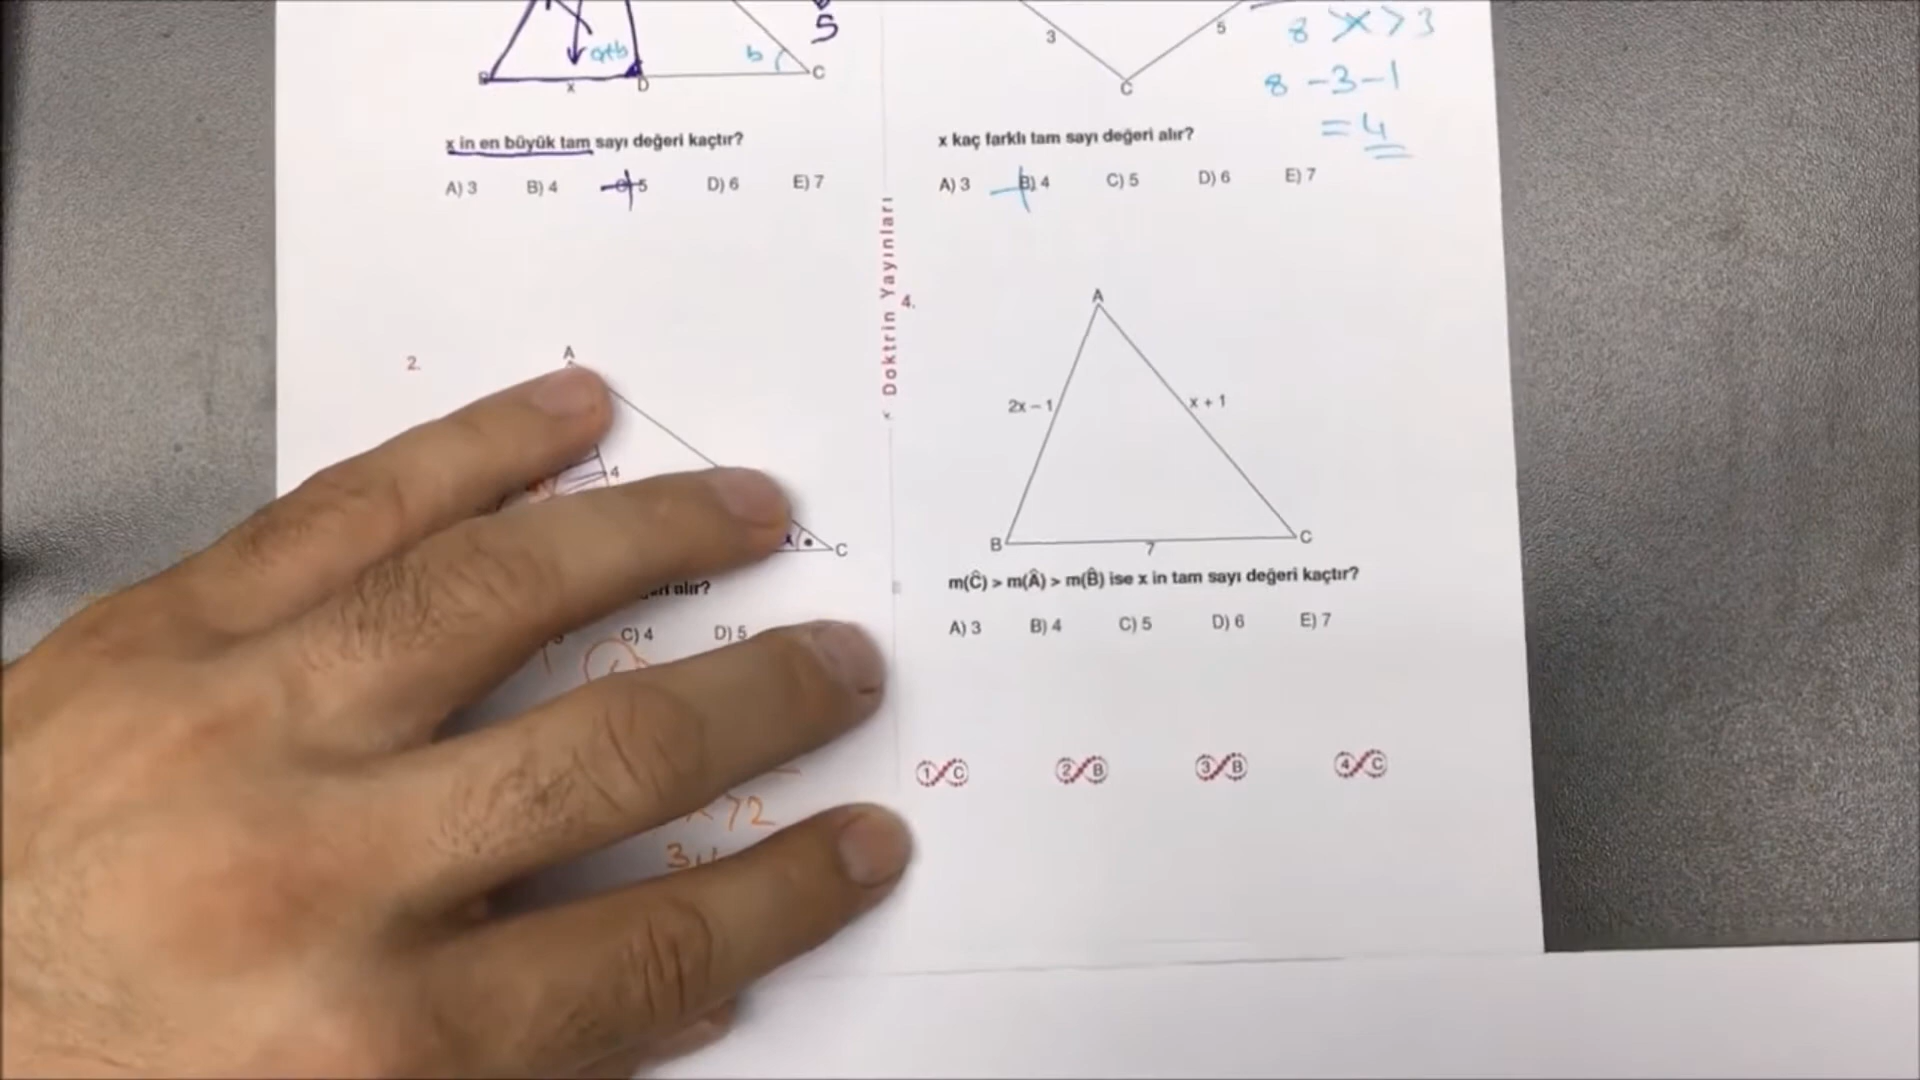 a+b
b
5
C
x
D
x in en büyük tam sayı değeri kaçtır?
A) 3 B) 4 5 D) 6 E) 7
2.
A
4
C
alır?
C) 4 D) 5
Doktrin Yayınları
3
5
C
8 > x > 3
8 - 3 - 1
= 4
x kaç farklı tam sayı değeri alır?
A) 3 B) 4 C) 5 D) 6 E) 7
4.
A
2x – 1
x + 1
B
7
C
m(Ĉ) > m(Â) > m(B̂) ise x in tam sayı değeri kaçtır?
A) 3 B) 4 C) 5 D) 6 E) 7
1 C 2 B 3 B 4 C